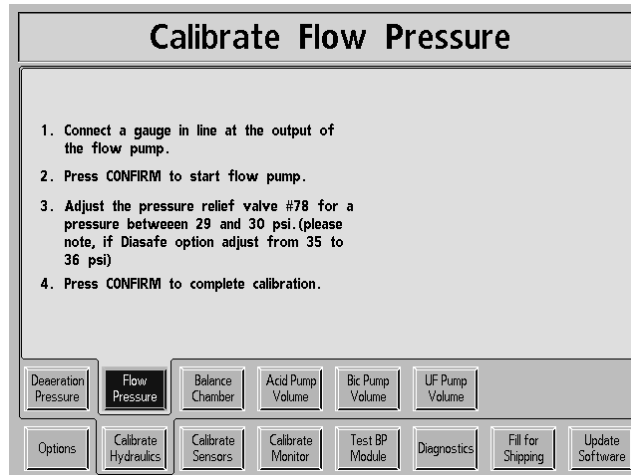 Calibrate Flow Pressure
1. Connect a gauge in line at the output of
the flow pump.
2. Press CONFIRM to start flow pump.
3. Adjust the pressure relief valve #78 for a
pressure betweeen 29 and 30 psi.(please
note, if Diasafe option adjust from 35 to
36 psi)
4. Press CONFIRM to complete calibration.
Deaeration
Pressure
Flow
Pressure
Balance
Chamber
Acid Pump
Volume
Bic Pump
Volume
UF Pump
Volume
Options
Calibrate
Hydraulics
Calibrate
Sensors
Calibrate
Monitor
Test BP
Module
Diagnostics
Fill for
Shipping
Update
Software